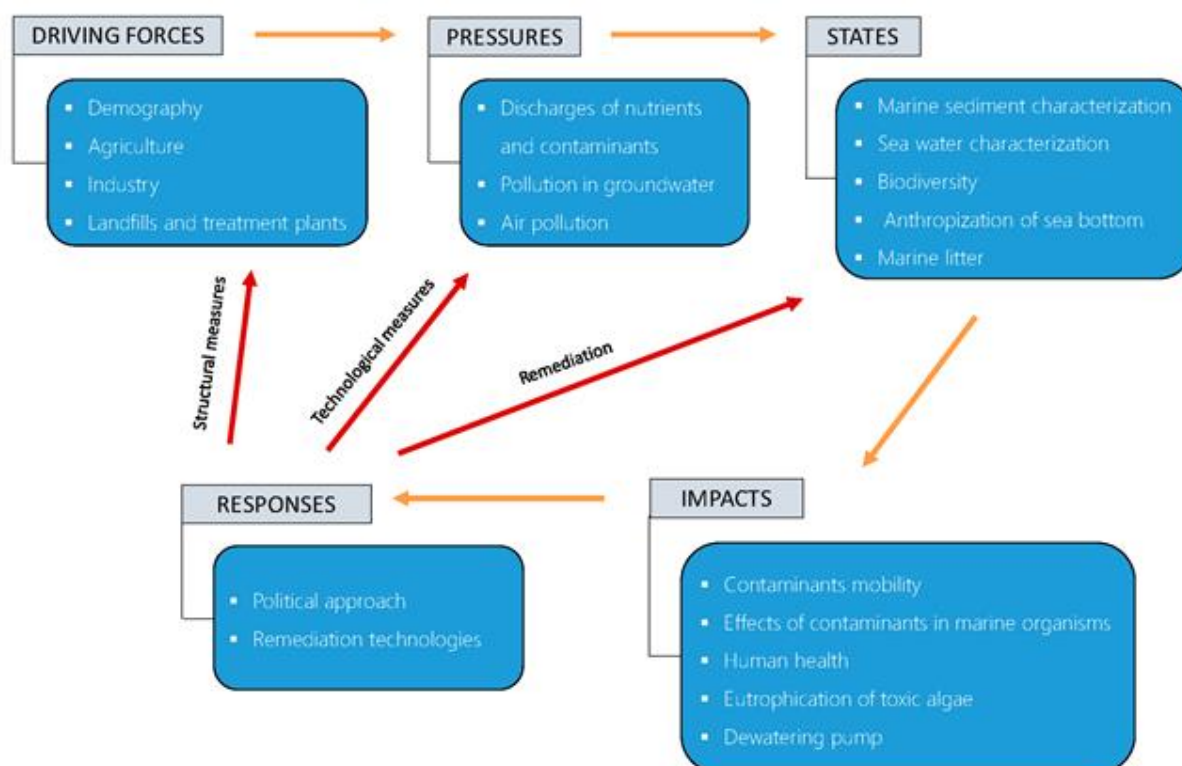 DRIVING FORCES
Demography
Agriculture
Industry
Landfills and treatment plants
PRESSURES
Discharges of nutrients
and contaminants
Pollution in groundwater
Air pollution
STATES
Marine sediment characterization
Sea water characterization
Biodiversity
Anthropization of sea bottom
Marine litter
Structural measures
Technological measures
Remediation
RESPONSES
Political approach
Remediation technologies
IMPACTS
Contaminants mobility
Effects of contaminants in marine organisms
Human health
Eutrophication of toxic algae
Dewatering pump